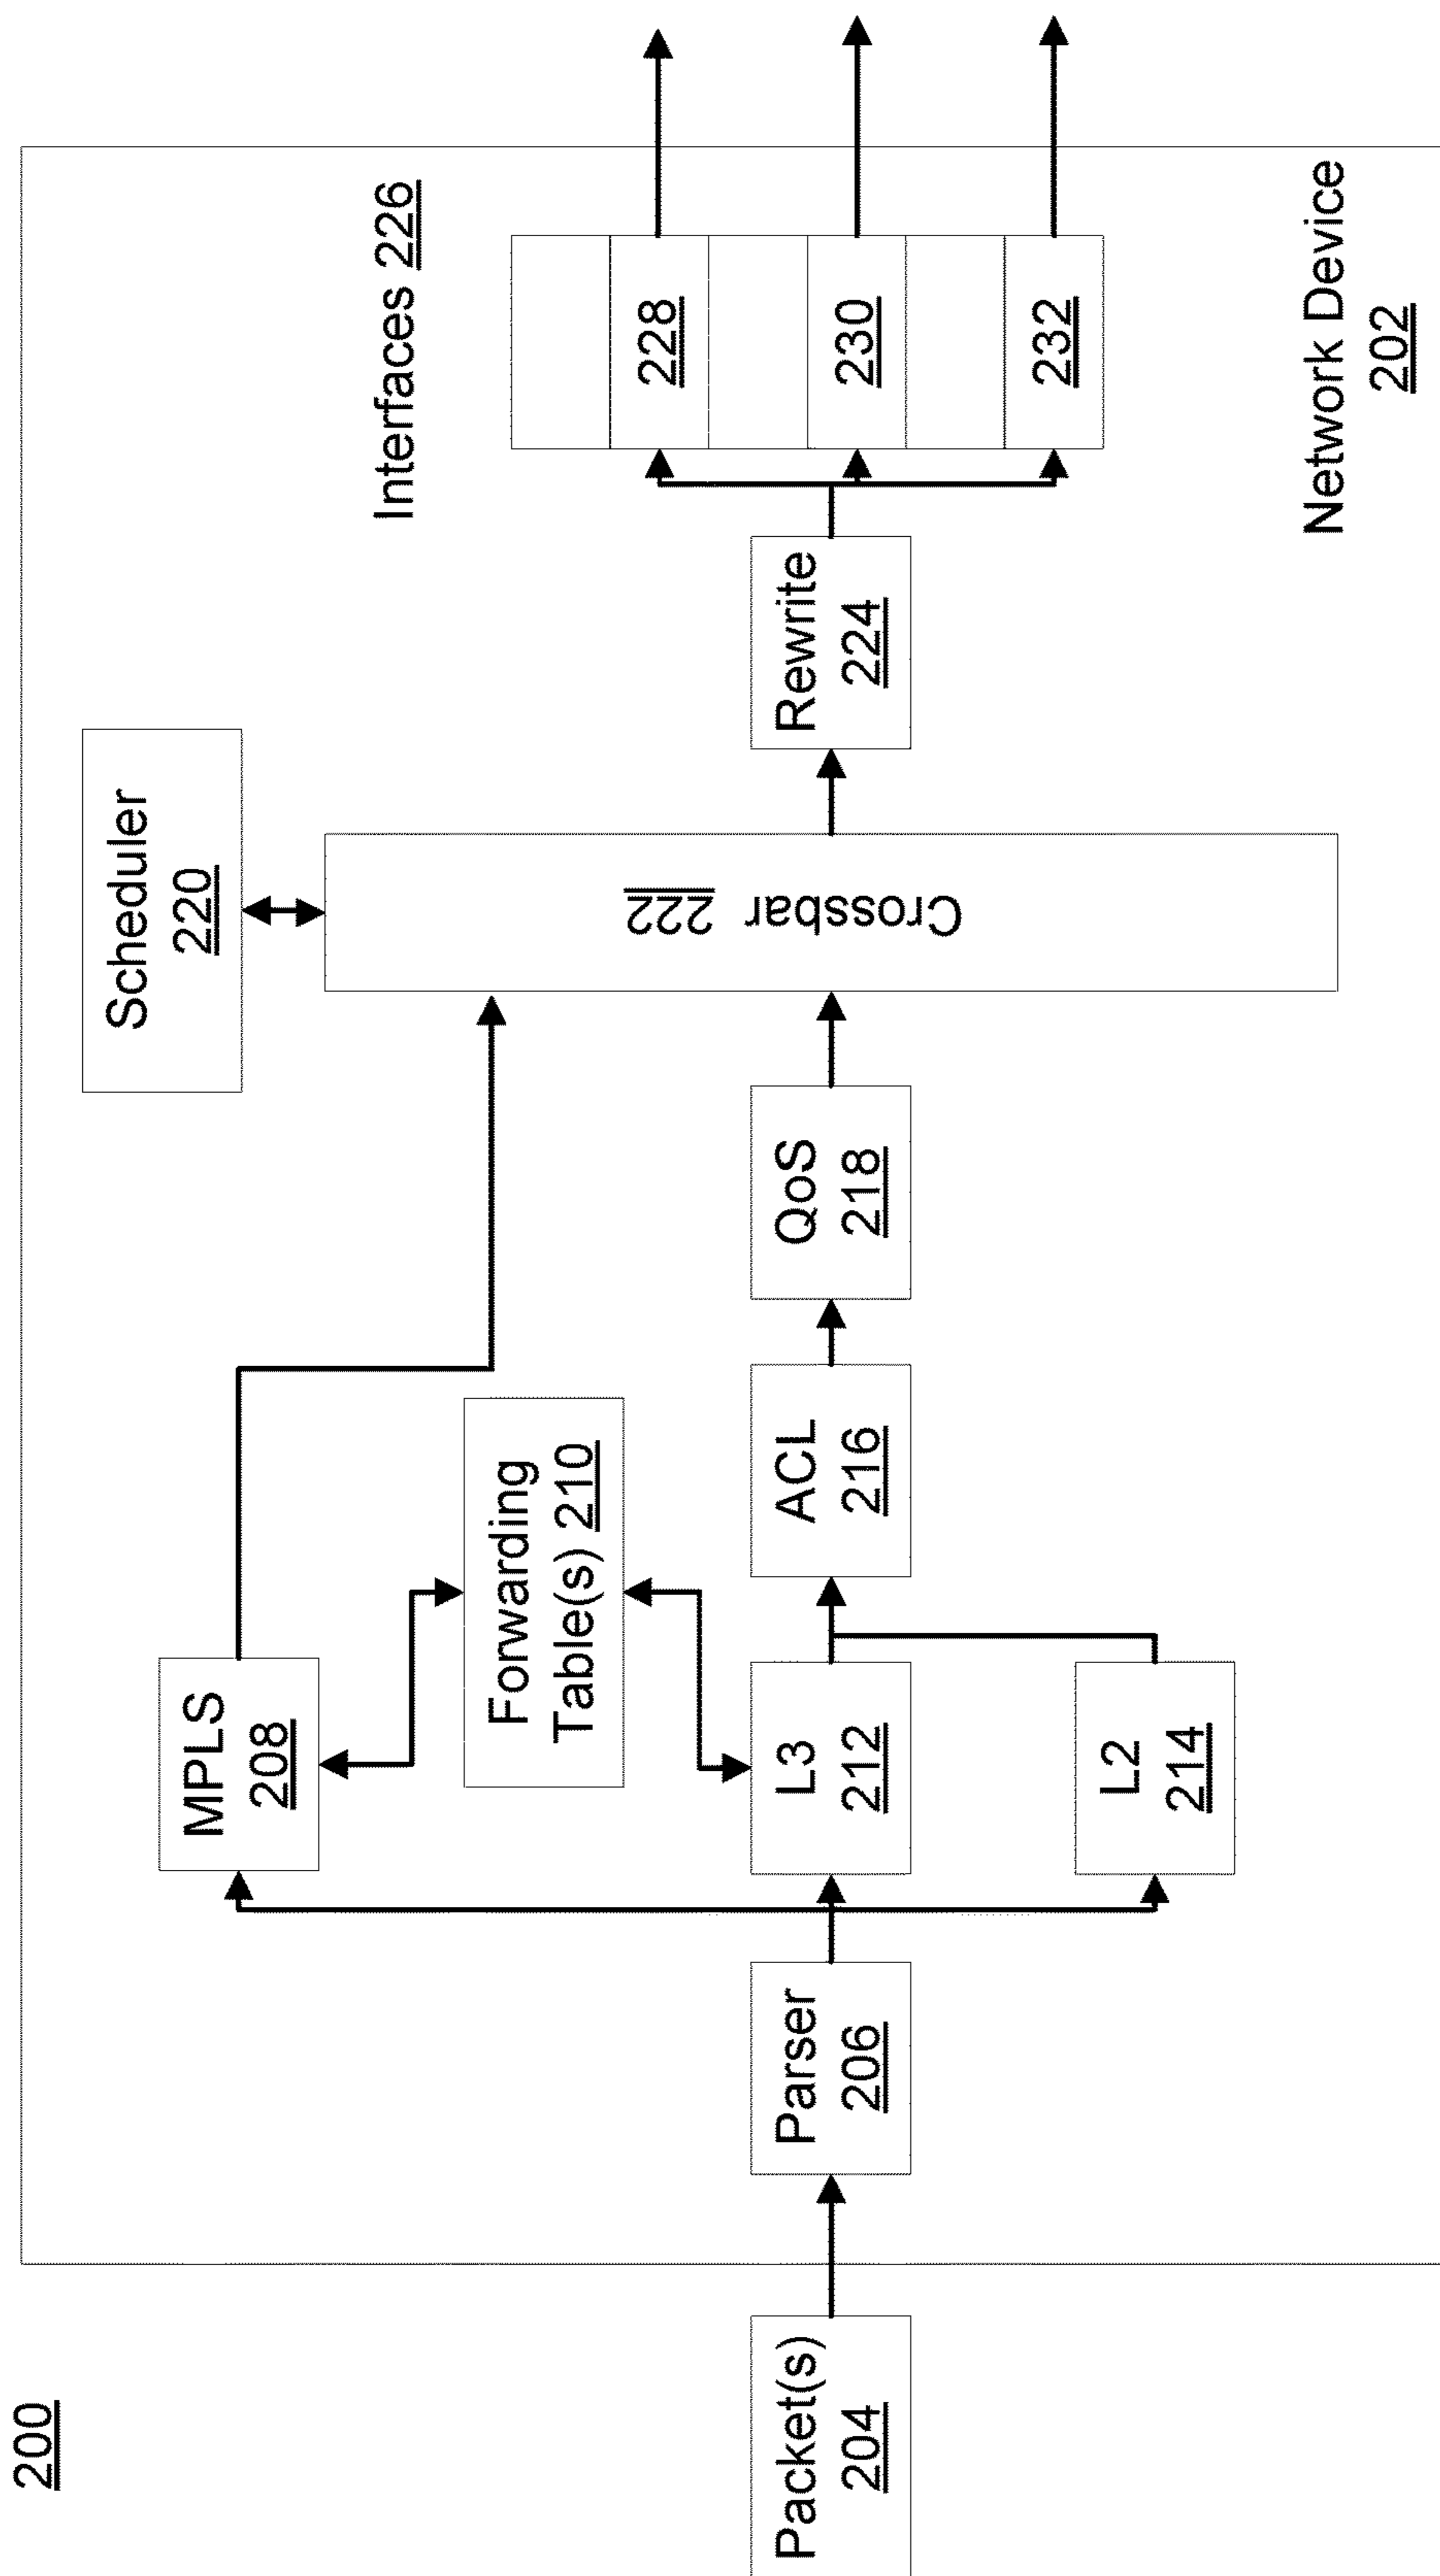 200
Packet(s)
204
Parser
206
MPLS
208
Forwarding
Table(s) 210
L3
212
L2
214
ACL
216
QoS
218
Scheduler
220
Crossbar 222
Rewrite
224
Interfaces 226
228
230
232
Network Device
202